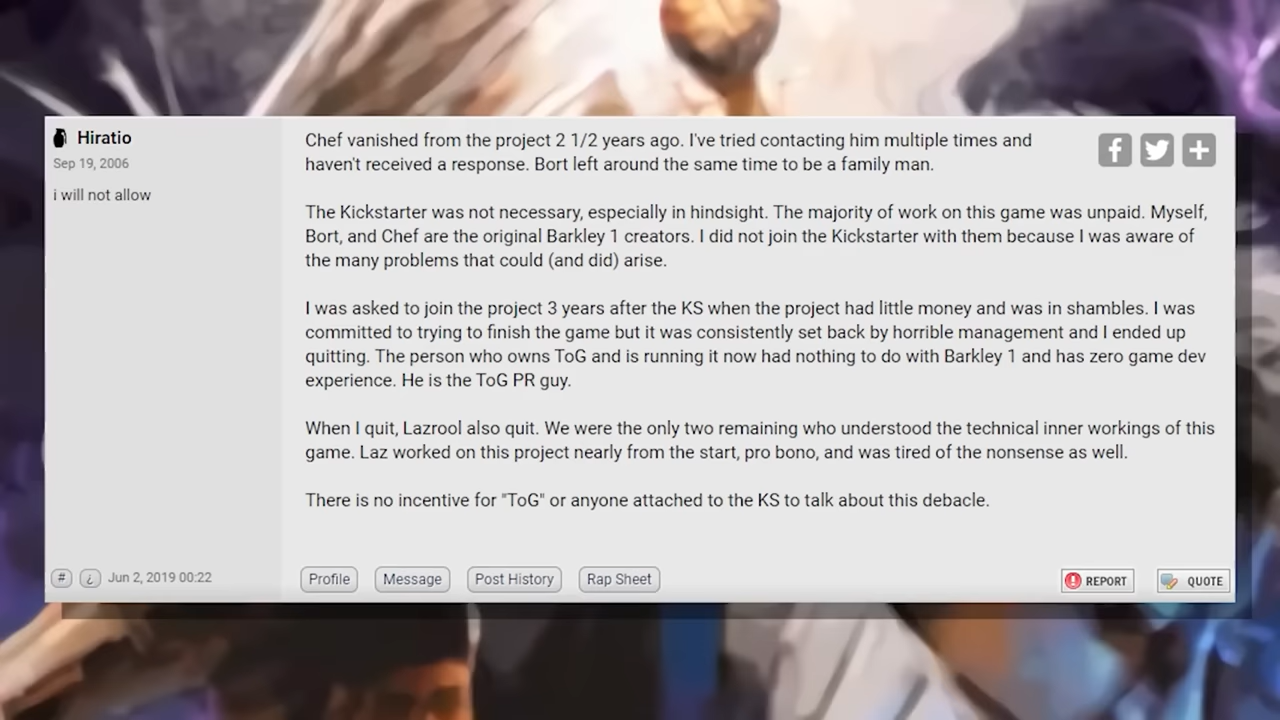 Hiratio
Sep 19, 2006
i will not allow
Chef vanished from the project 2 1/2 years ago. I've tried contacting him multiple times and
haven't received a response. Bort left around the same time to be a family man.
The Kickstarter was not necessary, especially in hindsight. The majority of work on this game was unpaid. Myself,
Bort, and Chef are the original Barkley 1 creators. I did not join the Kickstarter with them because I was aware of
the many problems that could (and did) arise.
I was asked to join the project 3 years after the KS when the project had little money and was in shambles. I was
committed to trying to finish the game but it was consistently set back by horrible management and I ended up
quitting. The person who owns ToG and is running it now had nothing to do with Barkley 1 and has zero game dev
experience. He is the ToG PR guy.
When I quit, Lazrool also quit. We were the only two remaining who understood the technical inner workings of this
game. Laz worked on this project nearly from the start, pro bono, and was tired of the nonsense as well.
There is no incentive for "ToG" or anyone attached to the KS to talk about this debacle.
# ¿ Jun 2, 2019 00:22
Profile Message Post History Rap Sheet
REPORT QUOTE